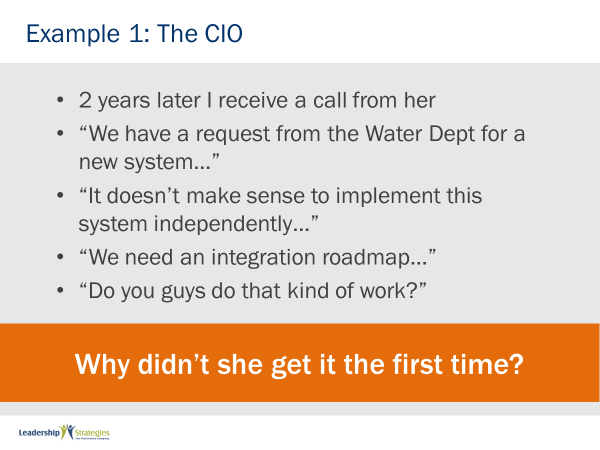 Example 1: The CIO
• 2 years later I receive a call from her
• “We have a request from the Water Dept for a
new system…”
• “It doesn’t make sense to implement this
system independently…”
• “We need an integration roadmap…”
• “Do you guys do that kind of work?”
Why didn’t she get it the first time?
Leadership Strategies
The Facilitation Company